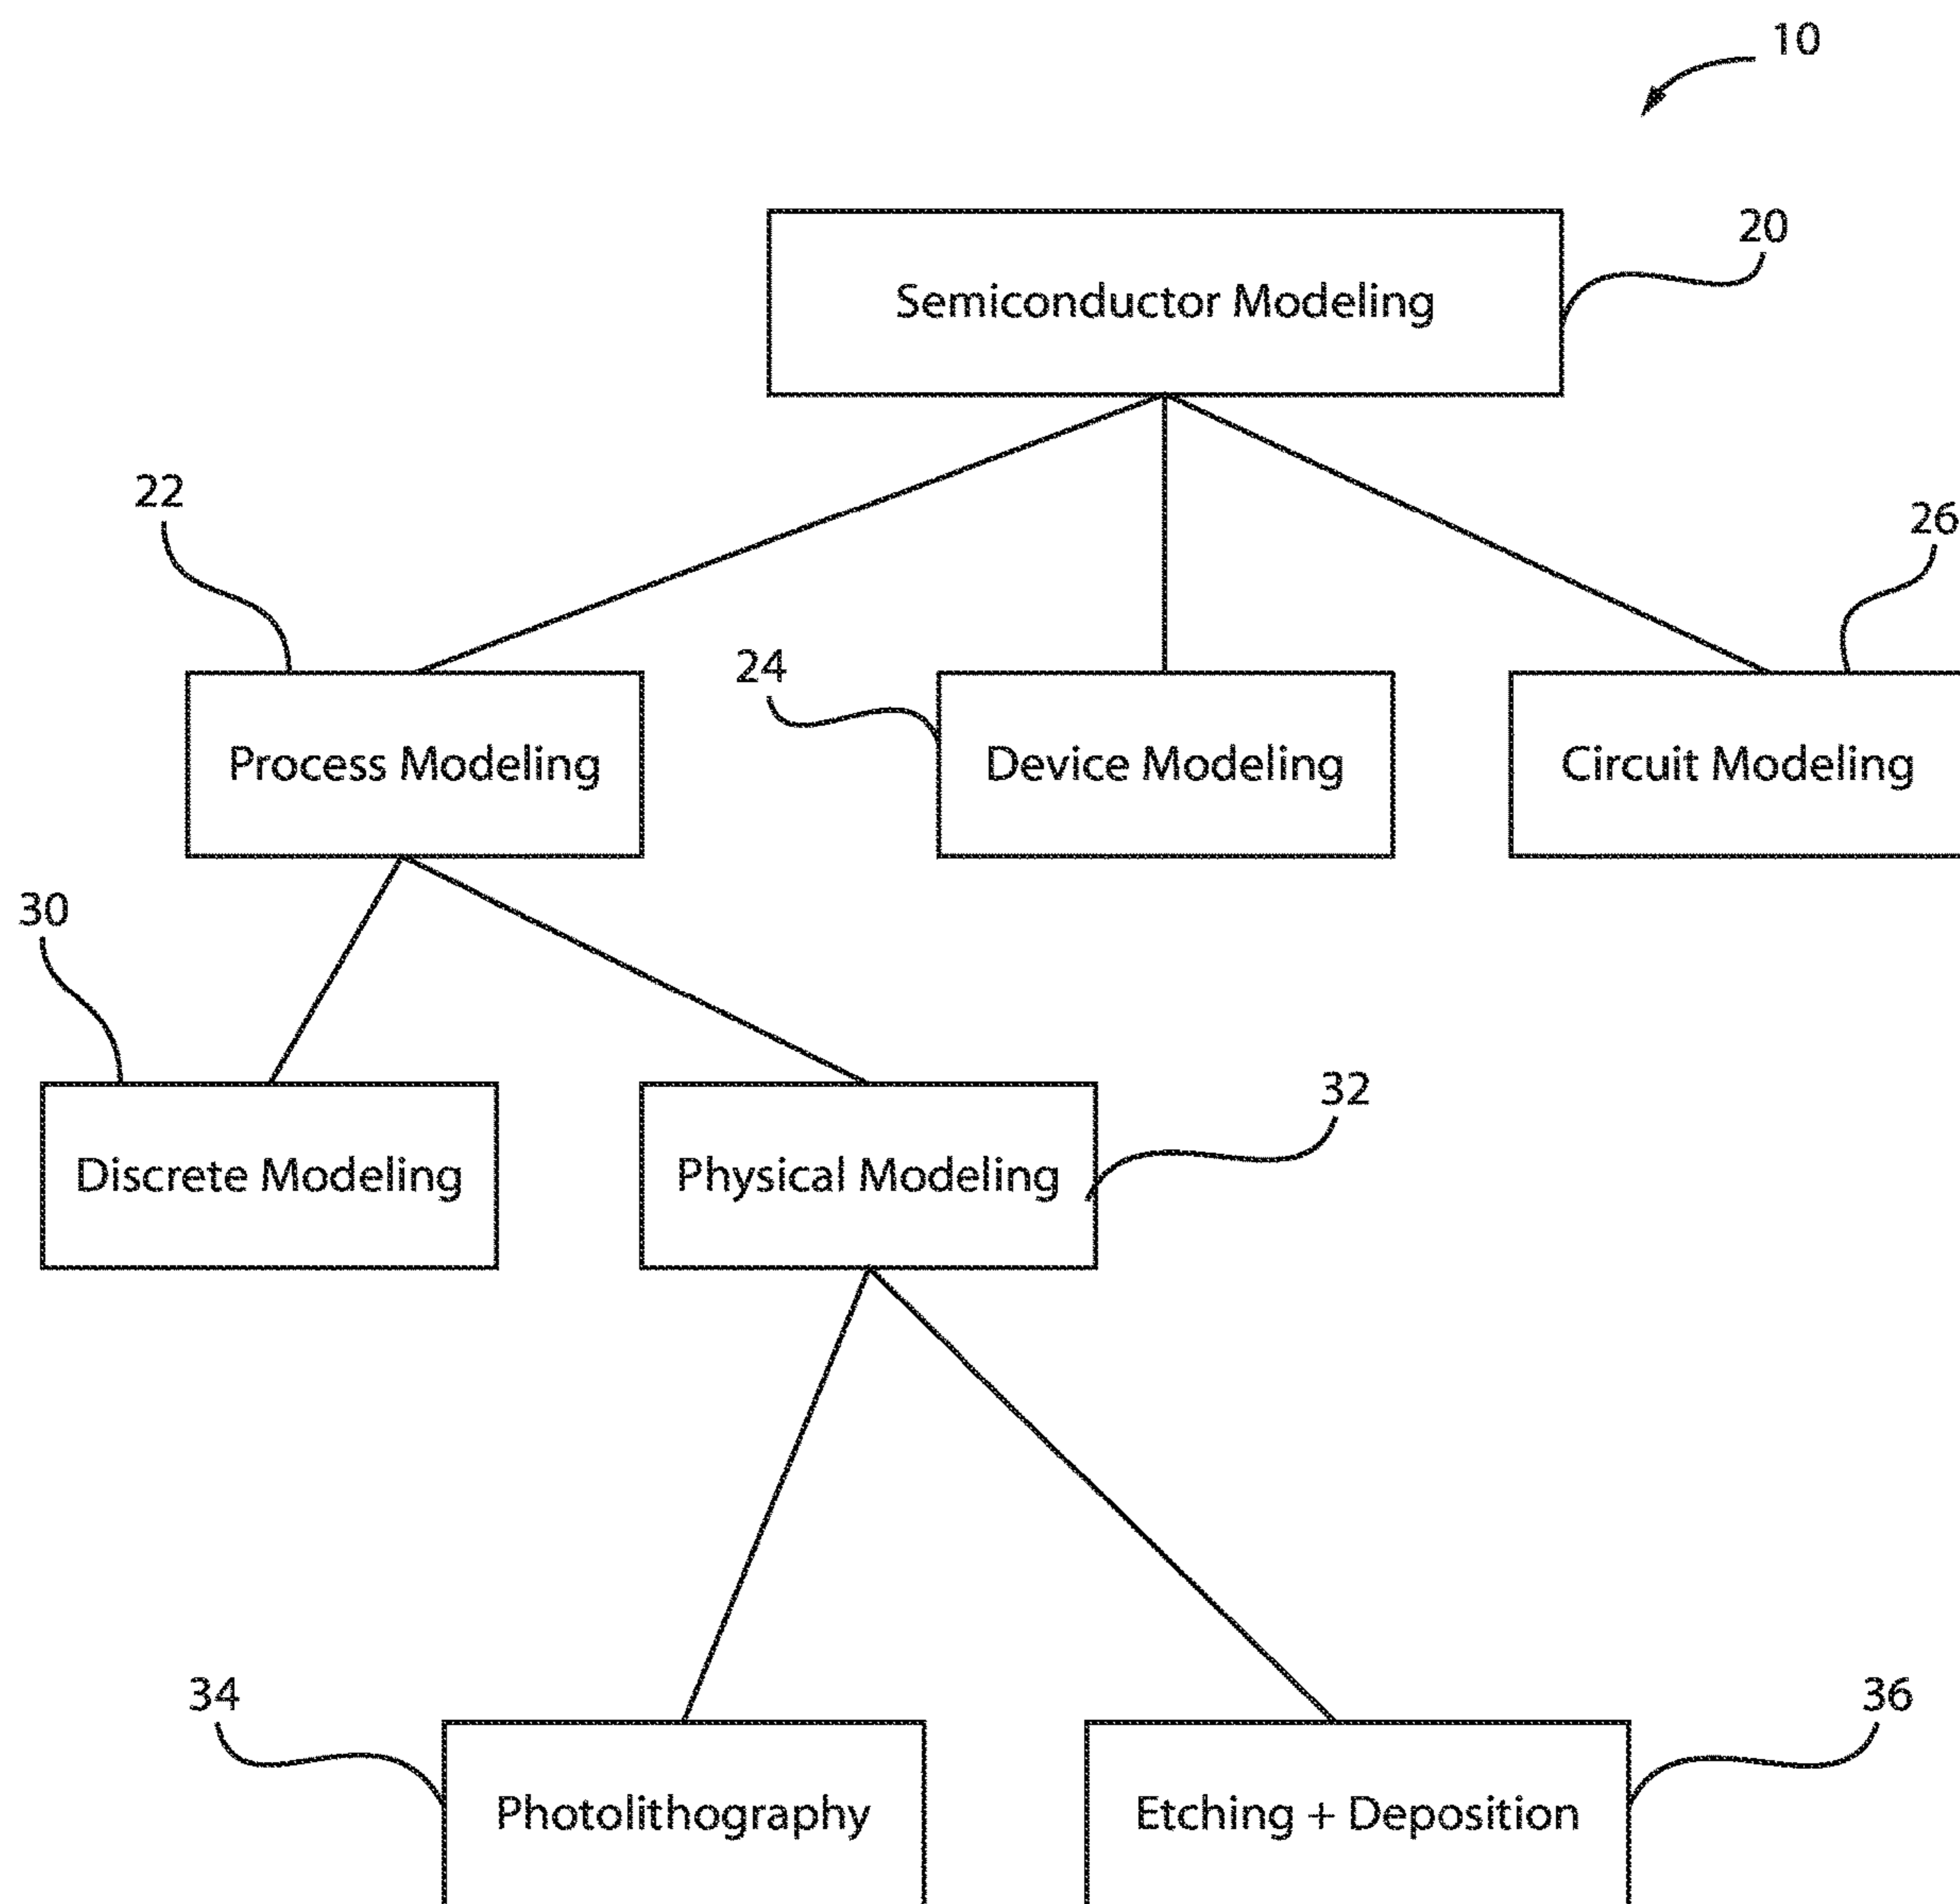 10
20
Semiconductor Modeling
22
26
24
Process Modeling
Device Modeling
Circuit Modeling
30
32
Discrete Modeling
Physical Modeling
34
36
Photolithography
Etching + Deposition